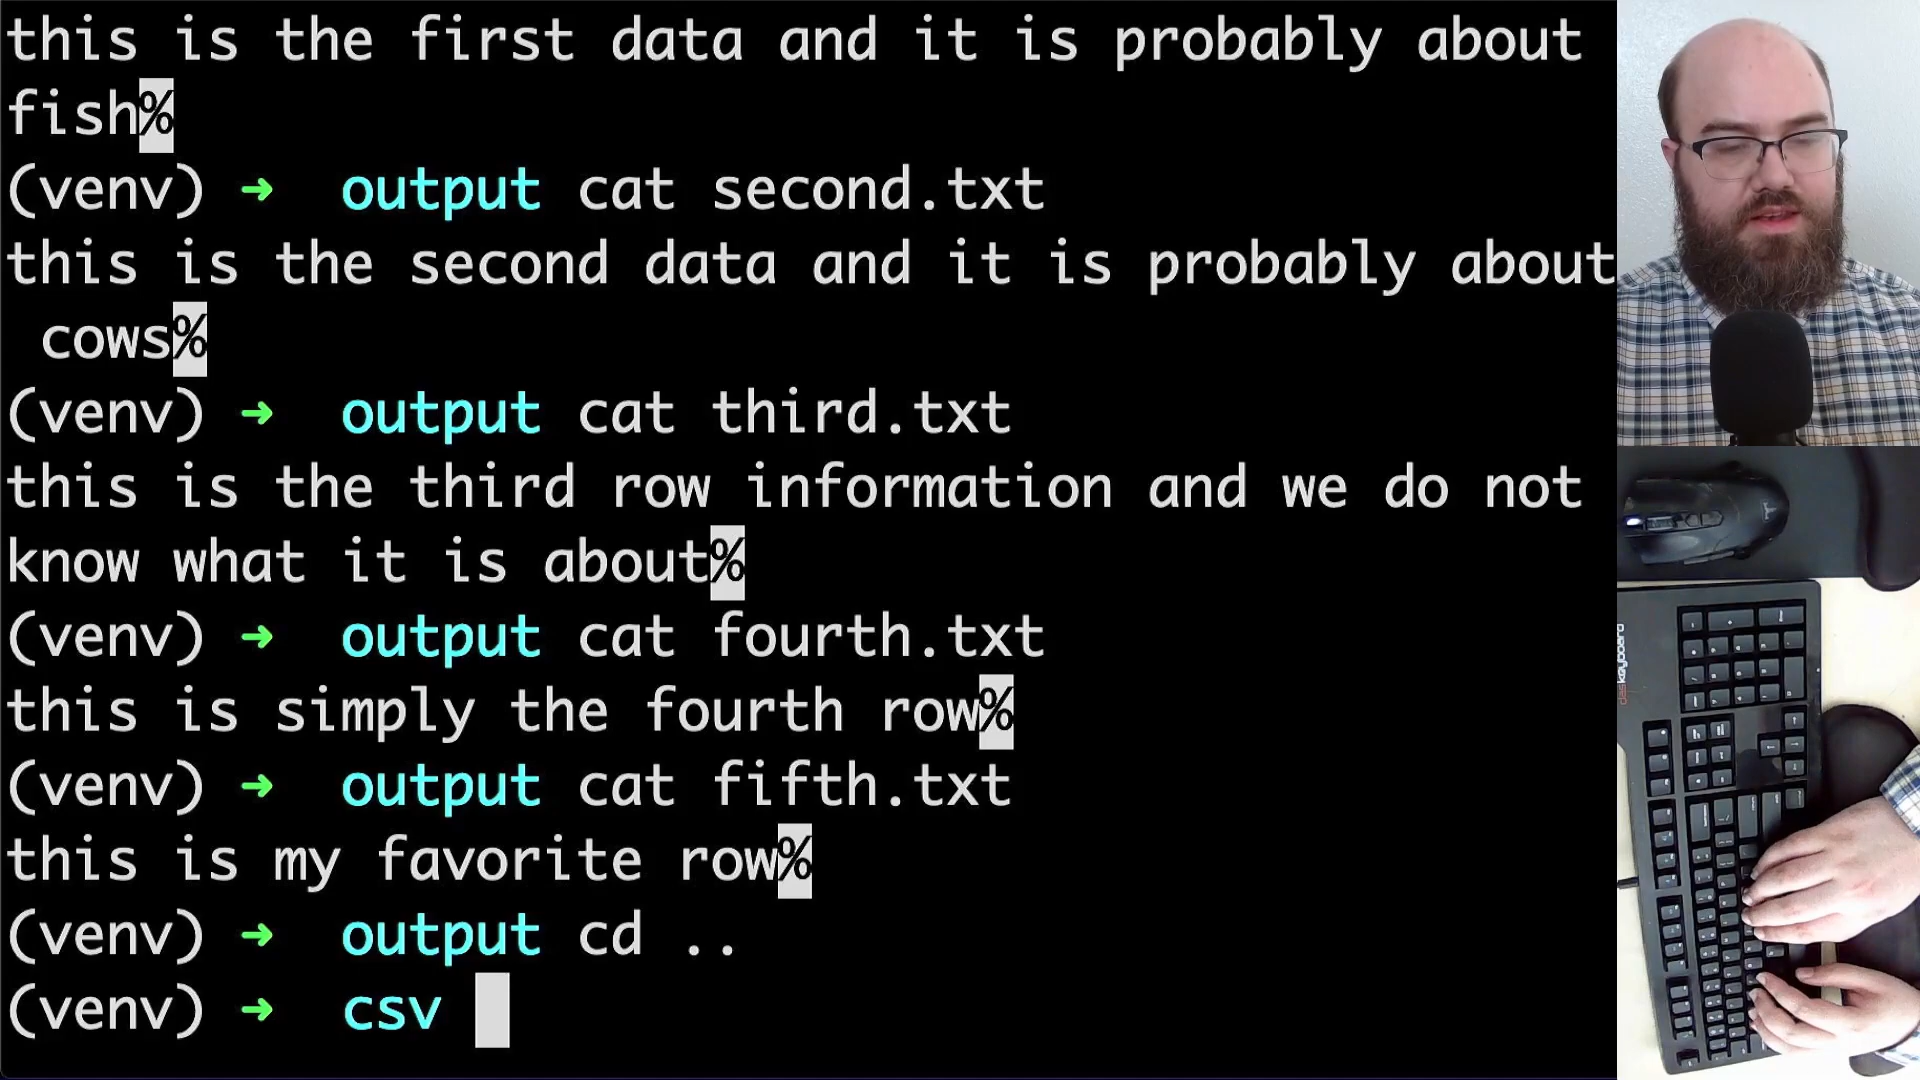 this is the first data and it is probably about
fish%
(venv) ➜ output cat second.txt
this is the second data and it is probably about
cows%
(venv) ➜ output cat third.txt
this is the third row information and we do not
know what it is about%
(venv) ➜ output cat fourth.txt
this is simply the fourth row%
(venv) ➜ output cat fifth.txt
this is my favorite row%
(venv) ➜ output cd ..
(venv) ➜ csv
daskeyboard